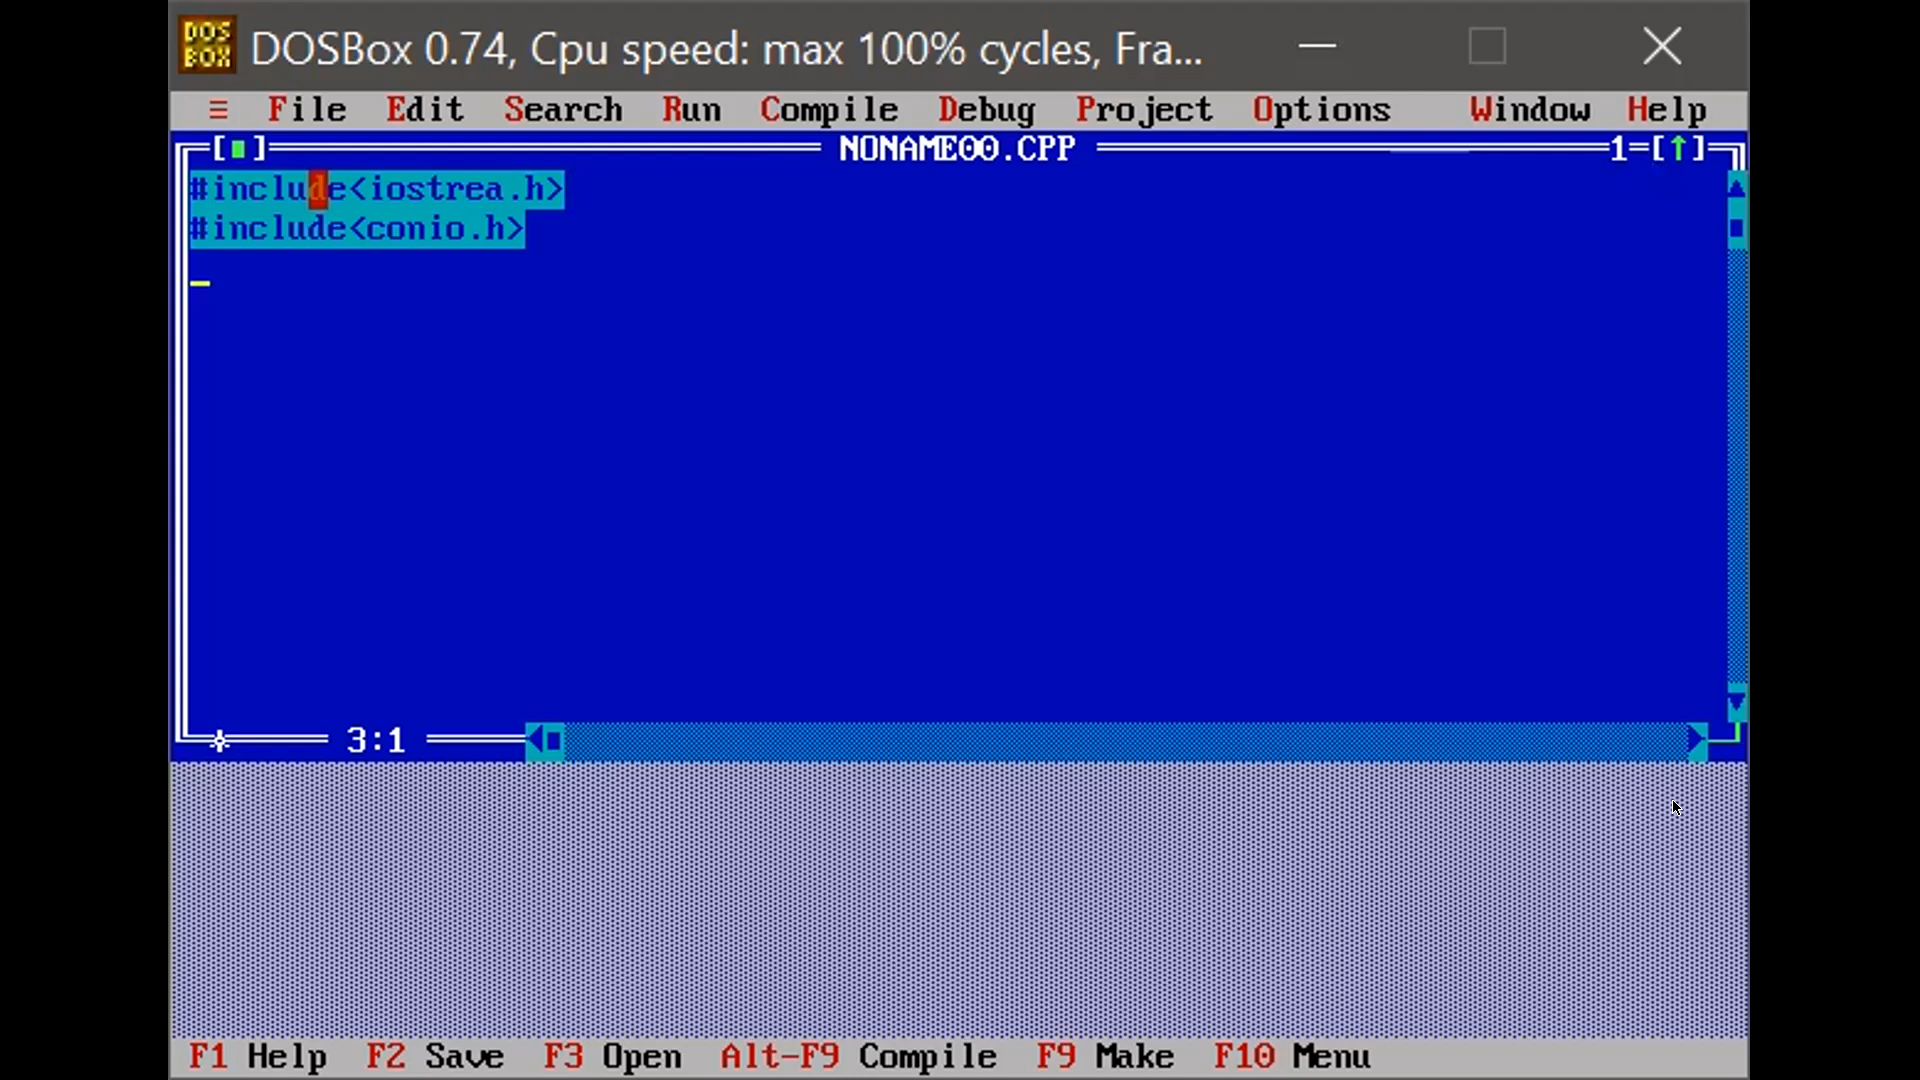 DOS BOX DOSBox 0.74, Cpu speed: max 100% cycles, Fra...
≡ File Edit Search Run Compile Debug Project Options Window Help
[■] NONAME00.CPP 1=[↑]
#include<iostrea.h>
#include<conio.h>
3:1
F1 Help F2 Save F3 Open Alt-F9 Compile F9 Make F10 Menu